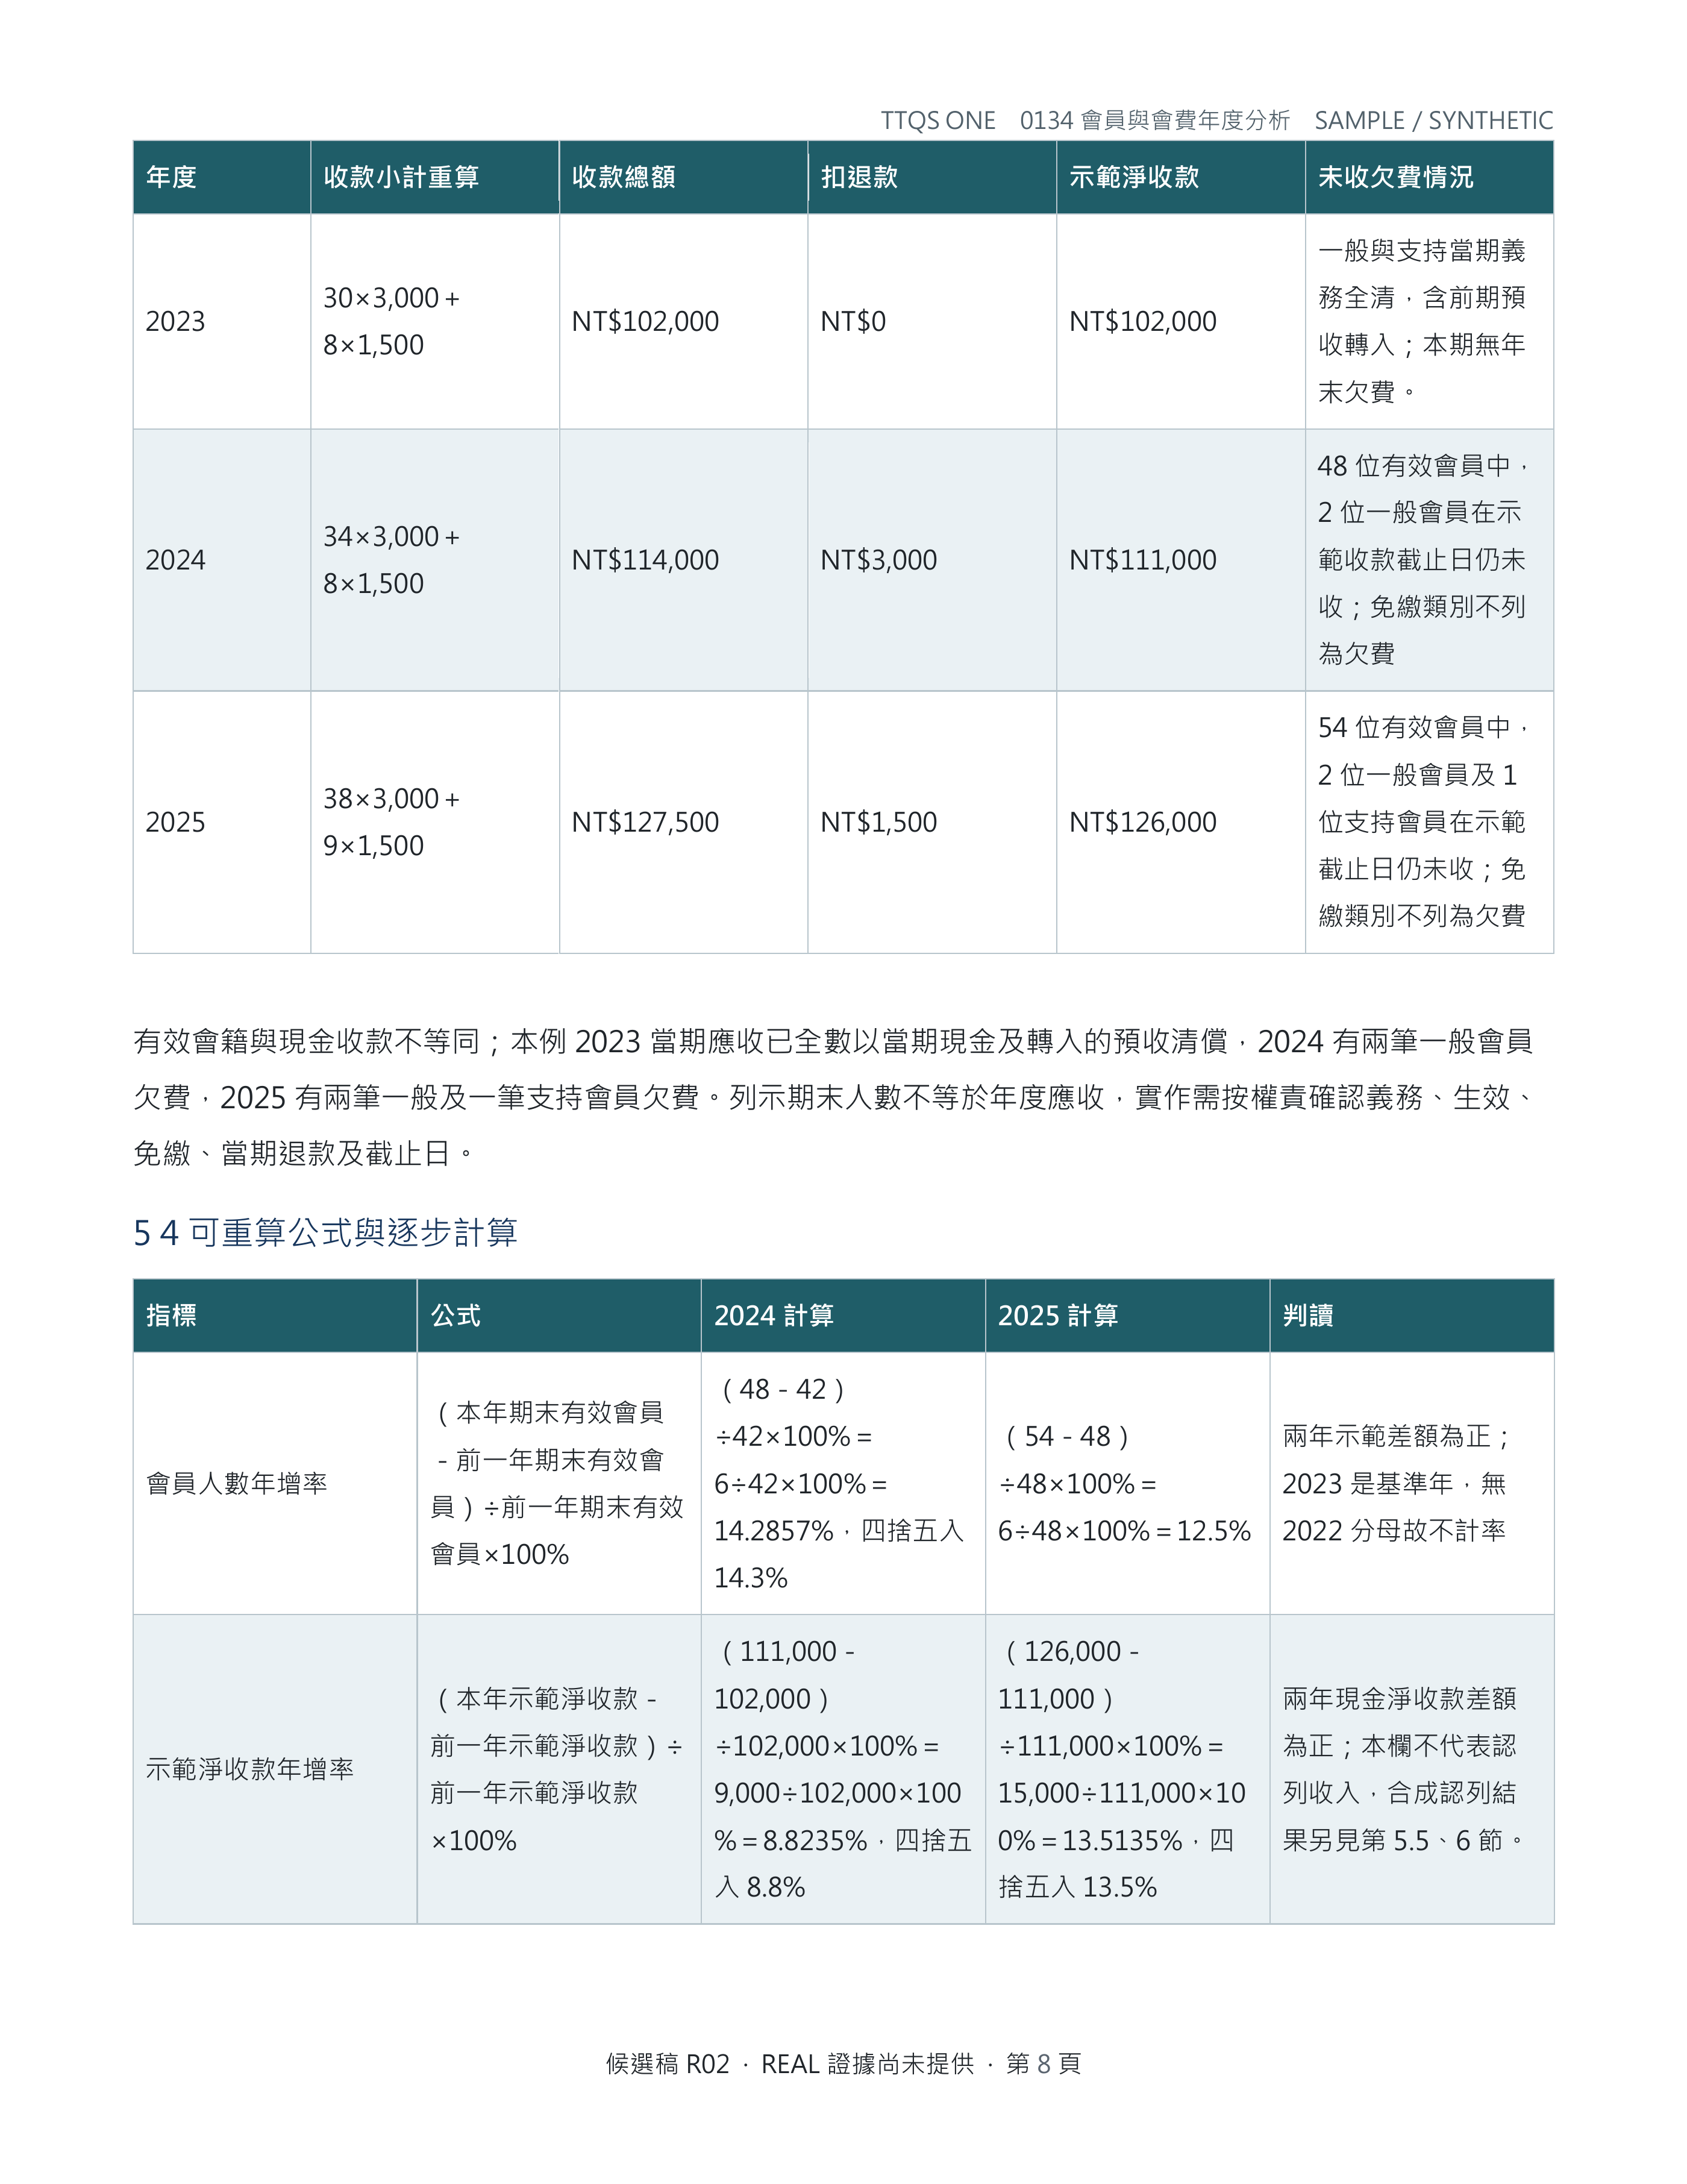 TTQS ONE 0134 會員與會費年度分析 SAMPLE / SYNTHETIC
年度 收款小計重算 收款總額 扣退款 示範淨收款 未收欠費情況
2023
30×3,000 +
8×1,500
NT$102,000
NT$0
NT$102,000
一般與支持當期義
務全清，含前期預
收轉入；本期無年
末欠費。
2024
34×3,000 +
8×1,500
NT$114,000
NT$3,000
NT$111,000
48 位有效會員中，
2 位一般會員在示
範收款截止日仍未
收；免繳類別不列
為欠費
2025
38×3,000 +
9×1,500
NT$127,500
NT$1,500
NT$126,000
54 位有效會員中，
2 位一般會員及 1
位支持會員在示範
截止日仍未收；免
繳類別不列為欠費
有效會籍與現金收款不等同；本例 2023 當期應收已全數以當期現金及轉入的預收清償，2024 有兩筆一般會員
欠費，2025 有兩筆一般及一筆支持會員欠費。列示期末人數不等於年度應收，實作需按權責確認義務、生效、
免繳、當期退款及截止日。
5 4 可重算公式與逐步計算
指標 公式 2024 計算 2025 計算 判讀
會員人數年增率
（本年期末有效會員
- 前一年期末有效會
員）÷前一年期末有效
會員×100%
（48 - 42）
÷42×100% =
6÷42×100% =
14.2857%，四捨五入
14.3%
（54 - 48）
÷48×100% =
6÷48×100% = 12.5%
兩年示範差額為正；
2023 是基準年，無
2022 分母故不計率
示範淨收款年增率
（本年示範淨收款 -
前一年示範淨收款）÷
前一年示範淨收款
×100%
（111,000 -
102,000）
÷102,000×100% =
9,000÷102,000×100
% = 8.8235%，四捨五
入 8.8%
（126,000 -
111,000）
÷111,000×100% =
15,000÷111,000×10
0% = 13.5135%，四
捨五入 13.5%
兩年現金淨收款差額
為正；本欄不代表認
列收入，合成認列結
果另見第 5.5、6 節。
候選稿 R02 · REAL 證據尚未提供 · 第 8 頁